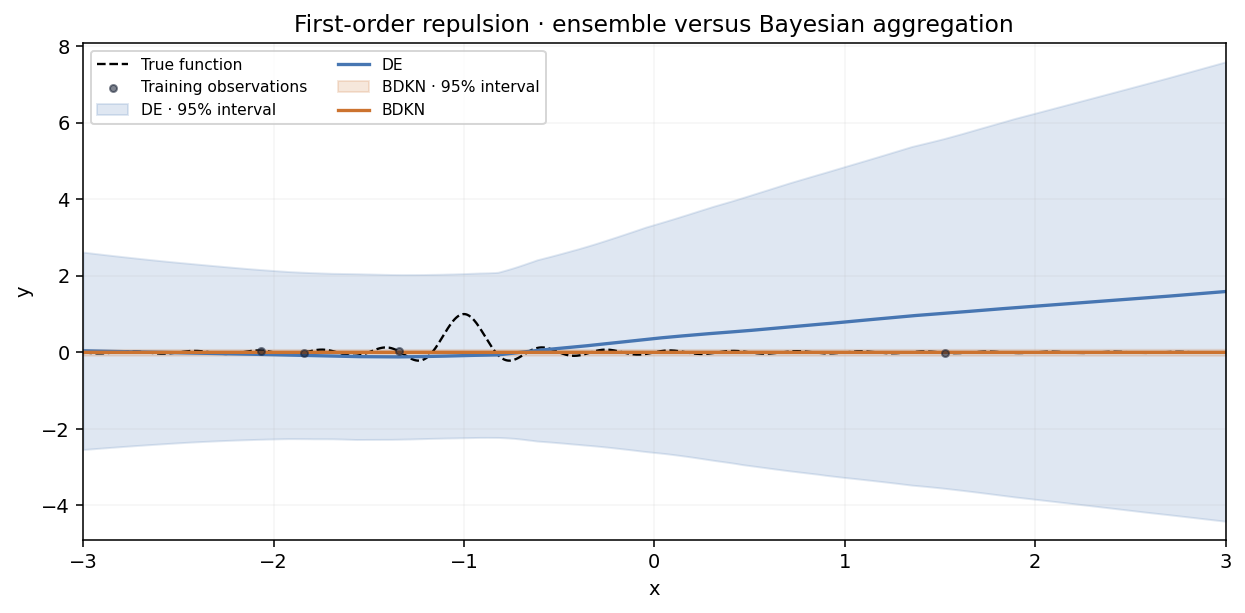 First-order repulsion · ensemble versus Bayesian aggregation
True function
Training observations
DE · 95% interval
DE
BDKN · 95% interval
BDKN
8
6
4
2
0
−2
−4
y
−3 −2 −1 0 1 2 3
x